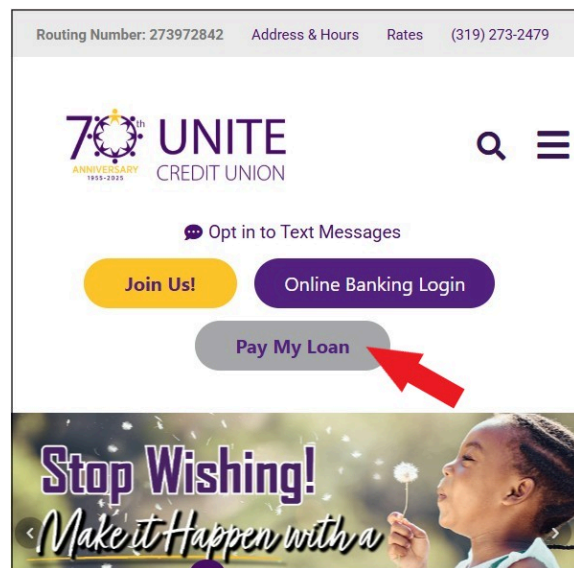 Routing Number: 273972842 Address & Hours Rates (319) 273-2479
70th UNITE
ANNIVERSARY CREDIT UNION
1955-2025
Opt in to Text Messages
Join Us! Online Banking Login
Pay My Loan
Stop Wishing!
Make it Happen with a